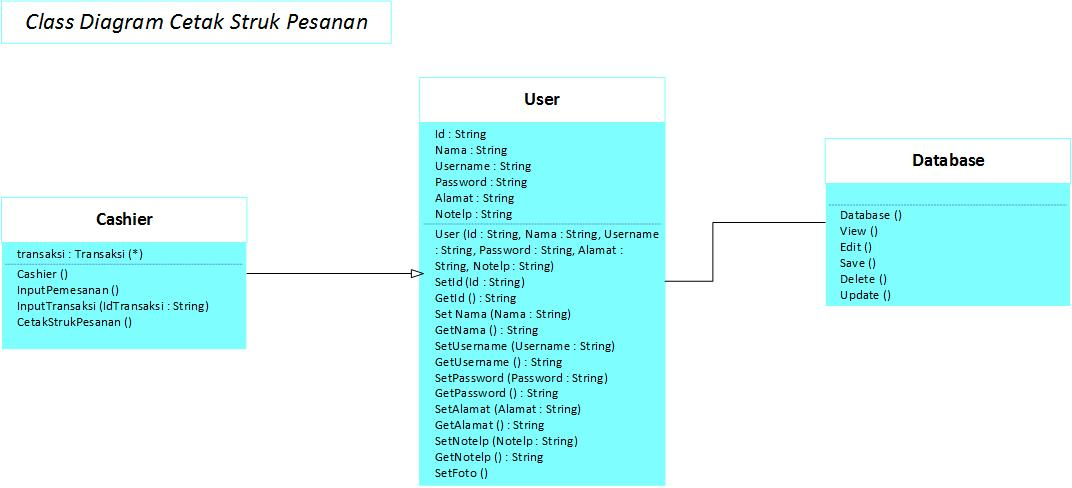 Class Diagram Cetak Struk Pesanan
User
Id : String
Nama : String
Username : String
Password : String
Alamat : String
Notelp : String
User (Id : String, Nama : String, Username
: String, Password : String, Alamat :
String, Notelp : String)
SetId (Id : String)
GetId () : String
Set Nama (Nama : String)
GetNama () : String
SetUsername (Username : String)
GetUsername () : String
SetPassword (Password : String)
GetPassword () : String
SetAlamat (Alamat : String)
GetAlamat () : String
SetNotelp (Notelp : String)
GetNotelp () : String
SetFoto ()
Database
Database ()
View ()
Edit ()
Save ()
Delete ()
Update ()
Cashier
transaksi : Transaksi (*)
Cashier ()
InputPemesanan ()
InputTransaksi (IdTransaksi : String)
CetakStrukPesanan ()